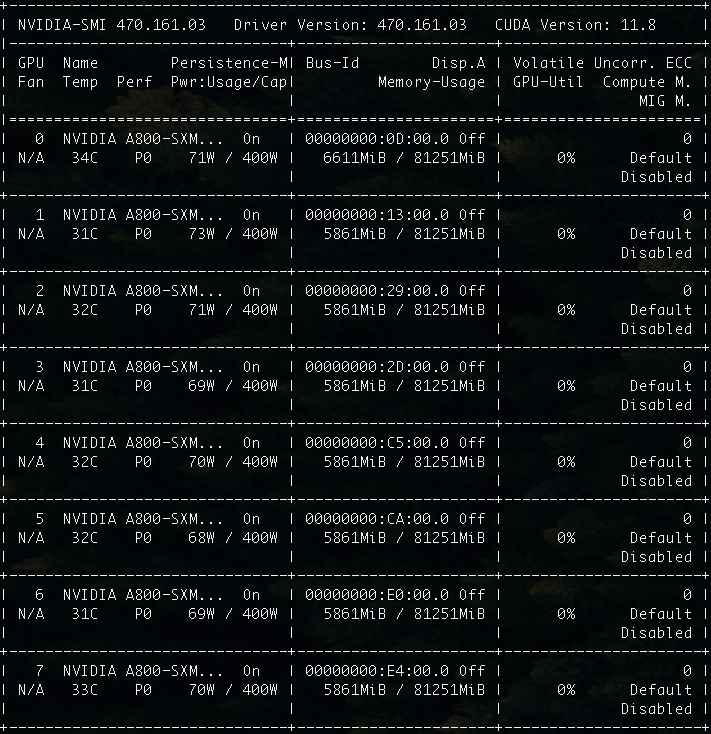 NVIDIA-SMI 470.161.03 Driver Version: 470.161.03 CUDA Version: 11.8
GPU Name Persistence-M| Bus-Id Disp.A | Volatile Uncorr. ECC
Fan Temp Perf Pwr:Usage/Cap| Memory-Usage | GPU-Util Compute M.
MIG M.
0 NVIDIA A800-SXM... On | 00000000:0D:00.0 Off | 0
N/A 34C P0 71W / 400W | 6611MiB / 81251MiB | 0% Default
Disabled
1 NVIDIA A800-SXM... On | 00000000:13:00.0 Off | 0
N/A 31C P0 73W / 400W | 5861MiB / 81251MiB | 0% Default
Disabled
2 NVIDIA A800-SXM... On | 00000000:29:00.0 Off | 0
N/A 32C P0 71W / 400W | 5861MiB / 81251MiB | 0% Default
Disabled
3 NVIDIA A800-SXM... On | 00000000:2D:00.0 Off | 0
N/A 31C P0 69W / 400W | 5861MiB / 81251MiB | 0% Default
Disabled
4 NVIDIA A800-SXM... On | 00000000:C5:00.0 Off | 0
N/A 32C P0 70W / 400W | 5861MiB / 81251MiB | 0% Default
Disabled
5 NVIDIA A800-SXM... On | 00000000:CA:00.0 Off | 0
N/A 32C P0 68W / 400W | 5861MiB / 81251MiB | 0% Default
Disabled
6 NVIDIA A800-SXM... On | 00000000:E0:00.0 Off | 0
N/A 31C P0 69W / 400W | 5861MiB / 81251MiB | 0% Default
Disabled
7 NVIDIA A800-SXM... On | 00000000:E4:00.0 Off | 0
N/A 33C P0 70W / 400W | 5861MiB / 81251MiB | 0% Default
Disabled